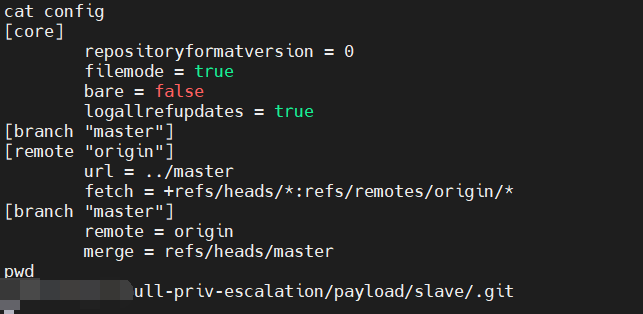 cat config
[core]
repositoryformatversion = 0
filemode = true
bare = false
logallrefupdates = true
[branch "master"]
[remote "origin"]
url = ../master
fetch = +refs/heads/*:refs/remotes/origin/*
[branch "master"]
remote = origin
merge = refs/heads/master
pwd
ull-priv-escalation/payload/slave/.git